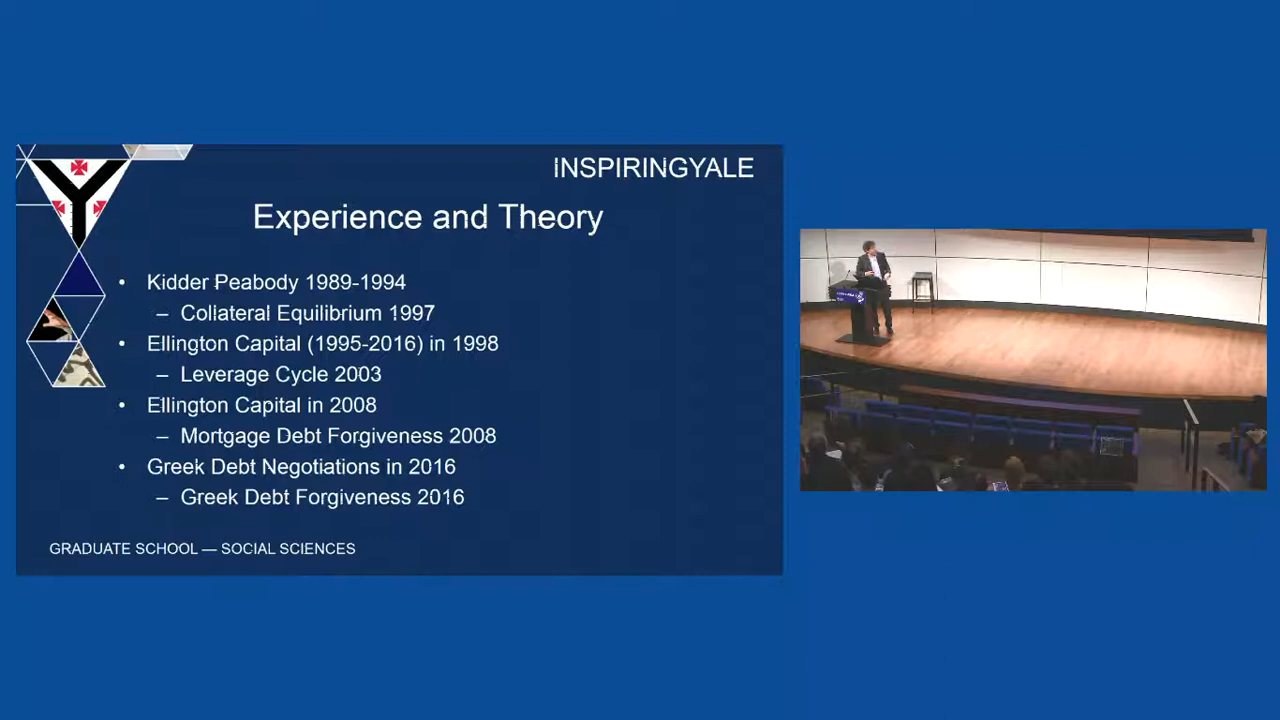 INSPIRINGYALE
Experience and Theory
• Kidder Peabody 1989-1994
– Collateral Equilibrium 1997
• Ellington Capital (1995-2016) in 1998
– Leverage Cycle 2003
• Ellington Capital in 2008
– Mortgage Debt Forgiveness 2008
• Greek Debt Negotiations in 2016
– Greek Debt Forgiveness 2016
GRADUATE SCHOOL — SOCIAL SCIENCES